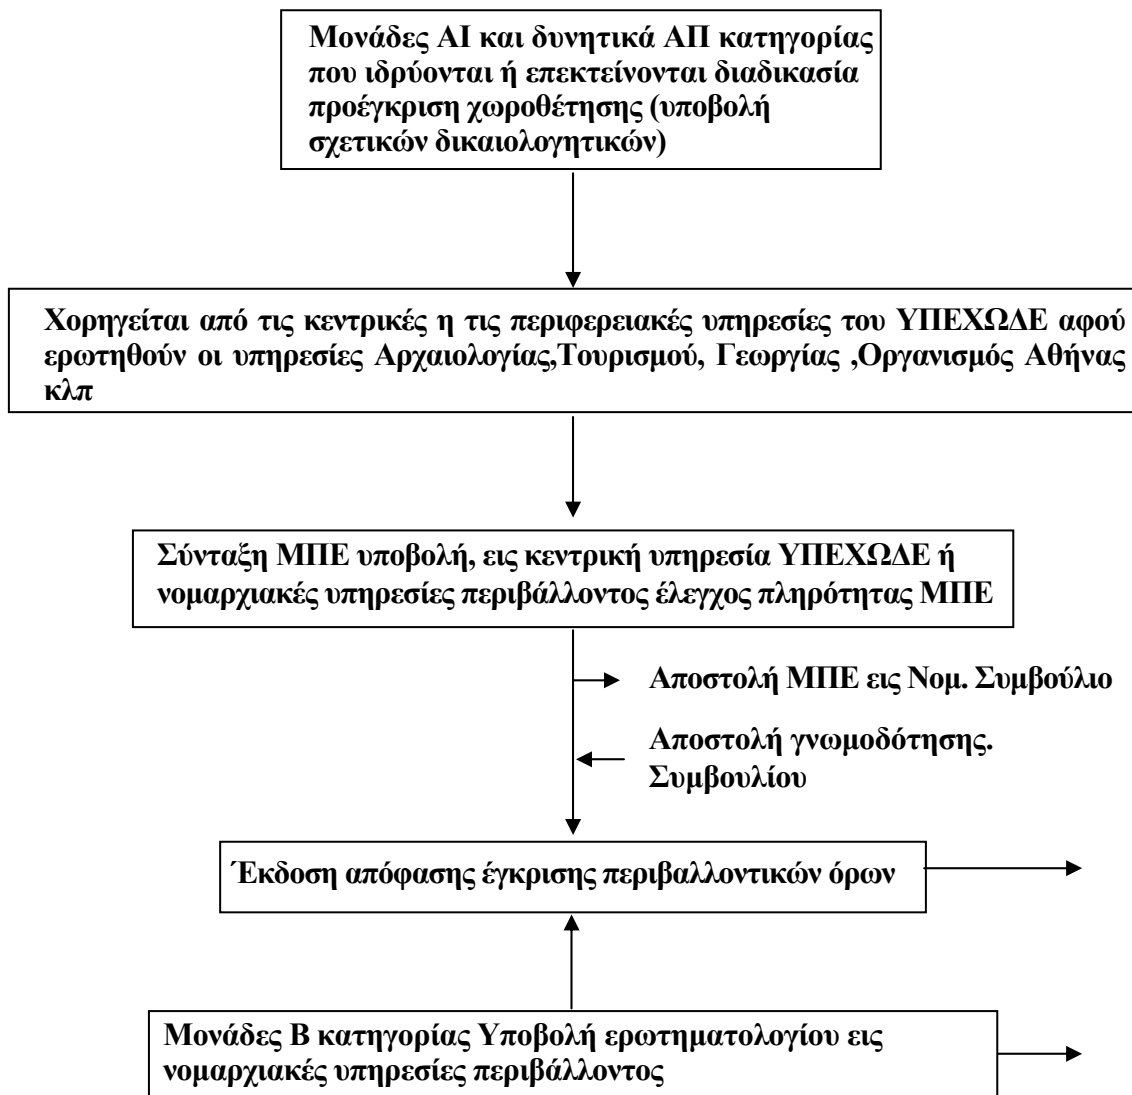 Μονάδες ΑΙ και δυνητικά ΑΠ κατηγορίας
που ιδρύονται ή επεκτείνονται διαδικασία
προέγκριση χωροθέτησης (υποβολή
σχετικών δικαιολογητικών)
Χορηγείται από τις κεντρικές η τις περιφερειακές υπηρεσίες του ΥΠΕΧΩΔΕ αφού
ερωτηθούν οι υπηρεσίες Αρχαιολογίας,Τουρισμού, Γεωργίας ,Οργανισμός Αθήνας
κλπ
Σύνταξη ΜΠΕ υποβολή, εις κεντρική υπηρεσία ΥΠΕΧΩΔΕ ή
νομαρχιακές υπηρεσίες περιβάλλοντος έλεγχος πληρότητας ΜΠΕ
Αποστολή ΜΠΕ εις Νομ. Συμβούλιο
Αποστολή γνωμοδότησης.
Συμβουλίου
Έκδοση απόφασης έγκρισης περιβαλλοντικών όρων
Μονάδες Β κατηγορίας Υποβολή ερωτηματολογίου εις
νομαρχιακές υπηρεσίες περιβάλλοντος